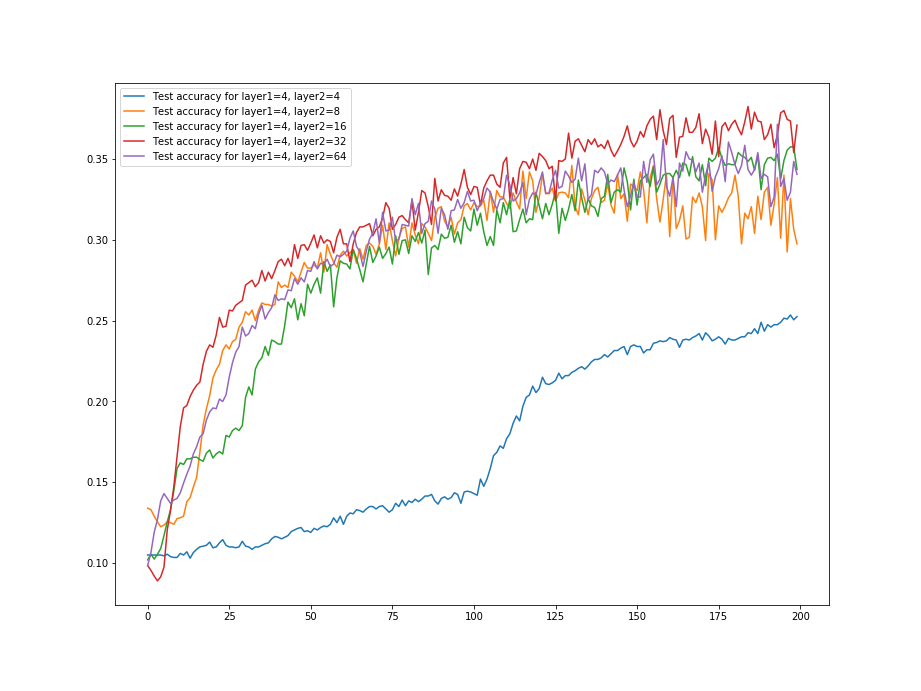 Test accuracy for layer1=4, layer2=4
Test accuracy for layer1=4, layer2=8
Test accuracy for layer1=4, layer2=16
Test accuracy for layer1=4, layer2=32
Test accuracy for layer1=4, layer2=64
0.35
0.30
0.25
0.20
0.15
0.10
0 25 50 75 100 125 150 175 200